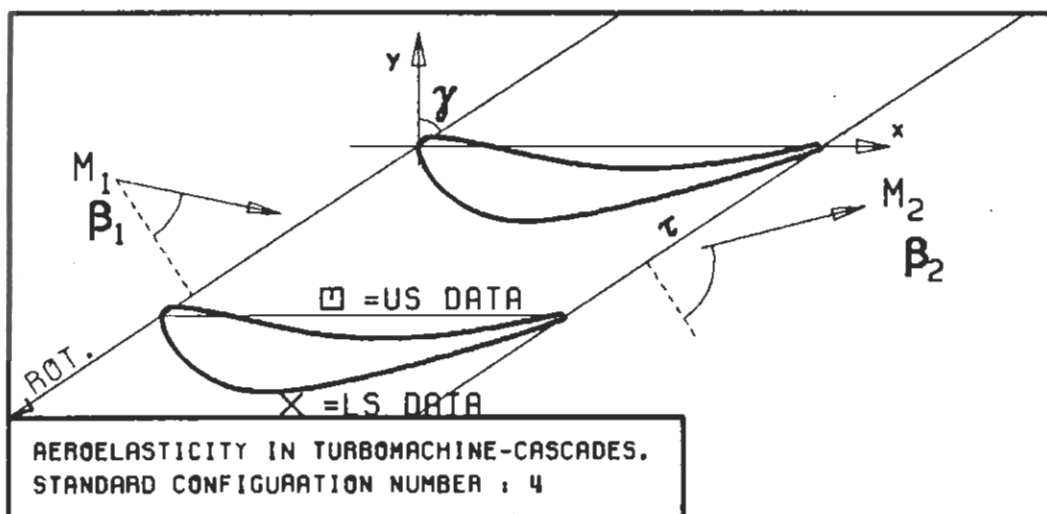 y
γ
x
M1
β1
M2
β2
τ
=US DATA
ROT.
X =LS DATA
AEROELASTICITY IN TURBOMACHINE-CASCADES.
STANDARD CONFIGURATION NUMBER : 4